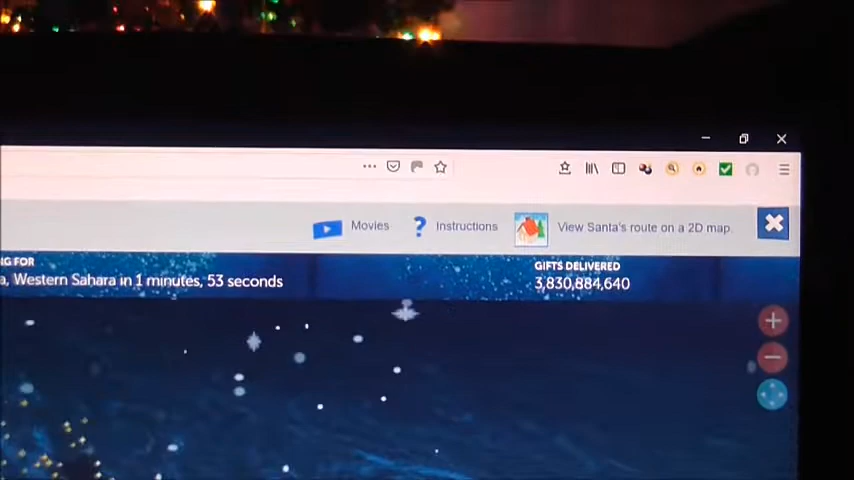 Movies
Instructions
View Santa's route on a 2D map
NG FOR
a, Western Sahara in 1 minutes, 53 seconds
GIFTS DELIVERED
3,830,884,640